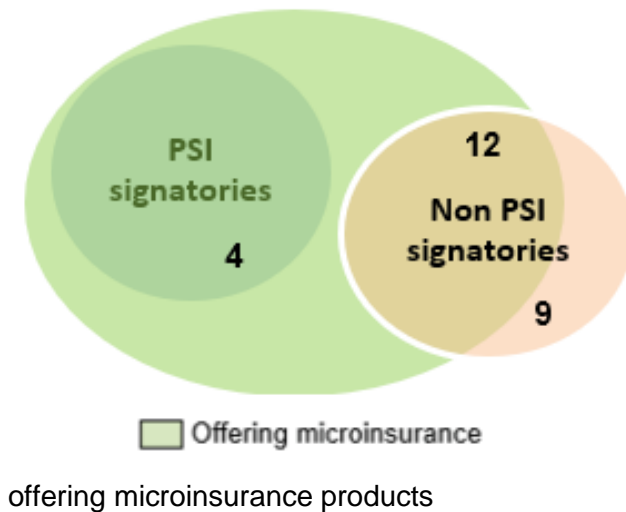 PSI
signatories
4
12
Non PSI
signatories
9
Offering microinsurance
offering microinsurance products